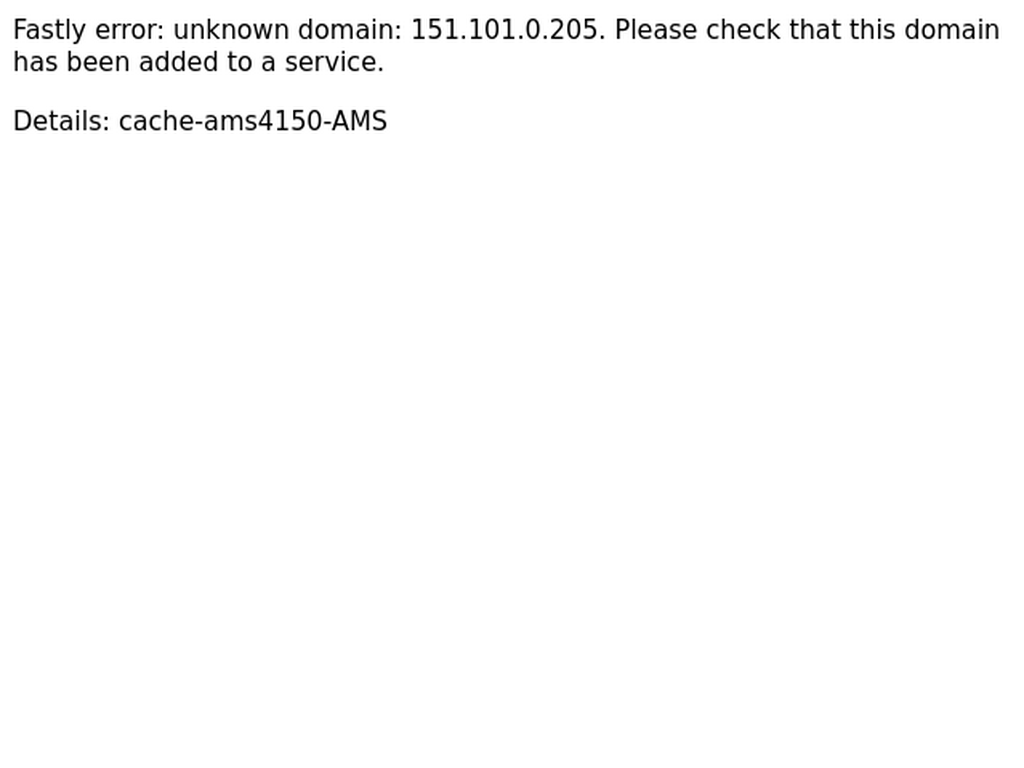 Fastly error: unknown domain: 151.101.0.205. Please check that this domain
has been added to a service.
Details: cache-ams4150-AMS